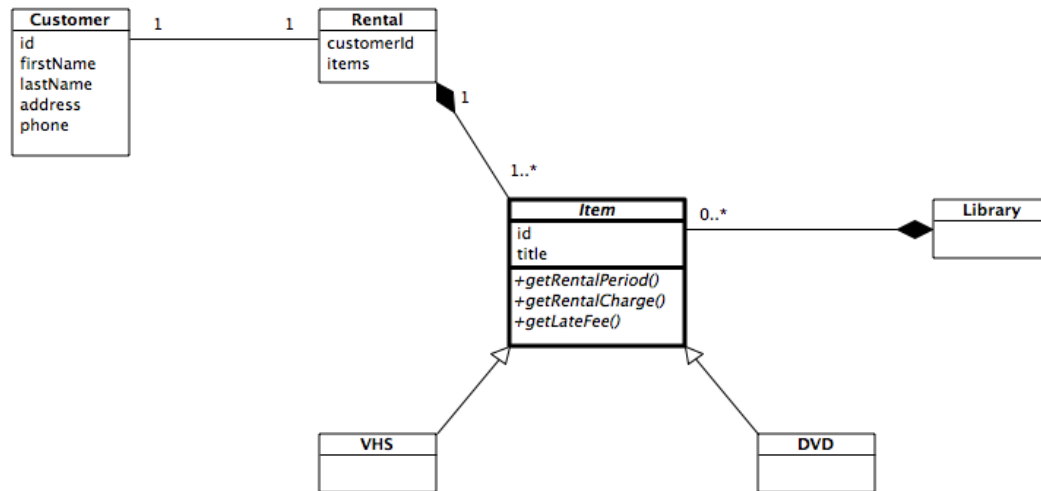 Customer
id
firstName
lastName
address
phone
1
1
Rental
customerId
items
1
1..*
Item
id
title
+getRentalPeriod()
+getRentalCharge()
+getLateFee()
0..*
Library
VHS
DVD